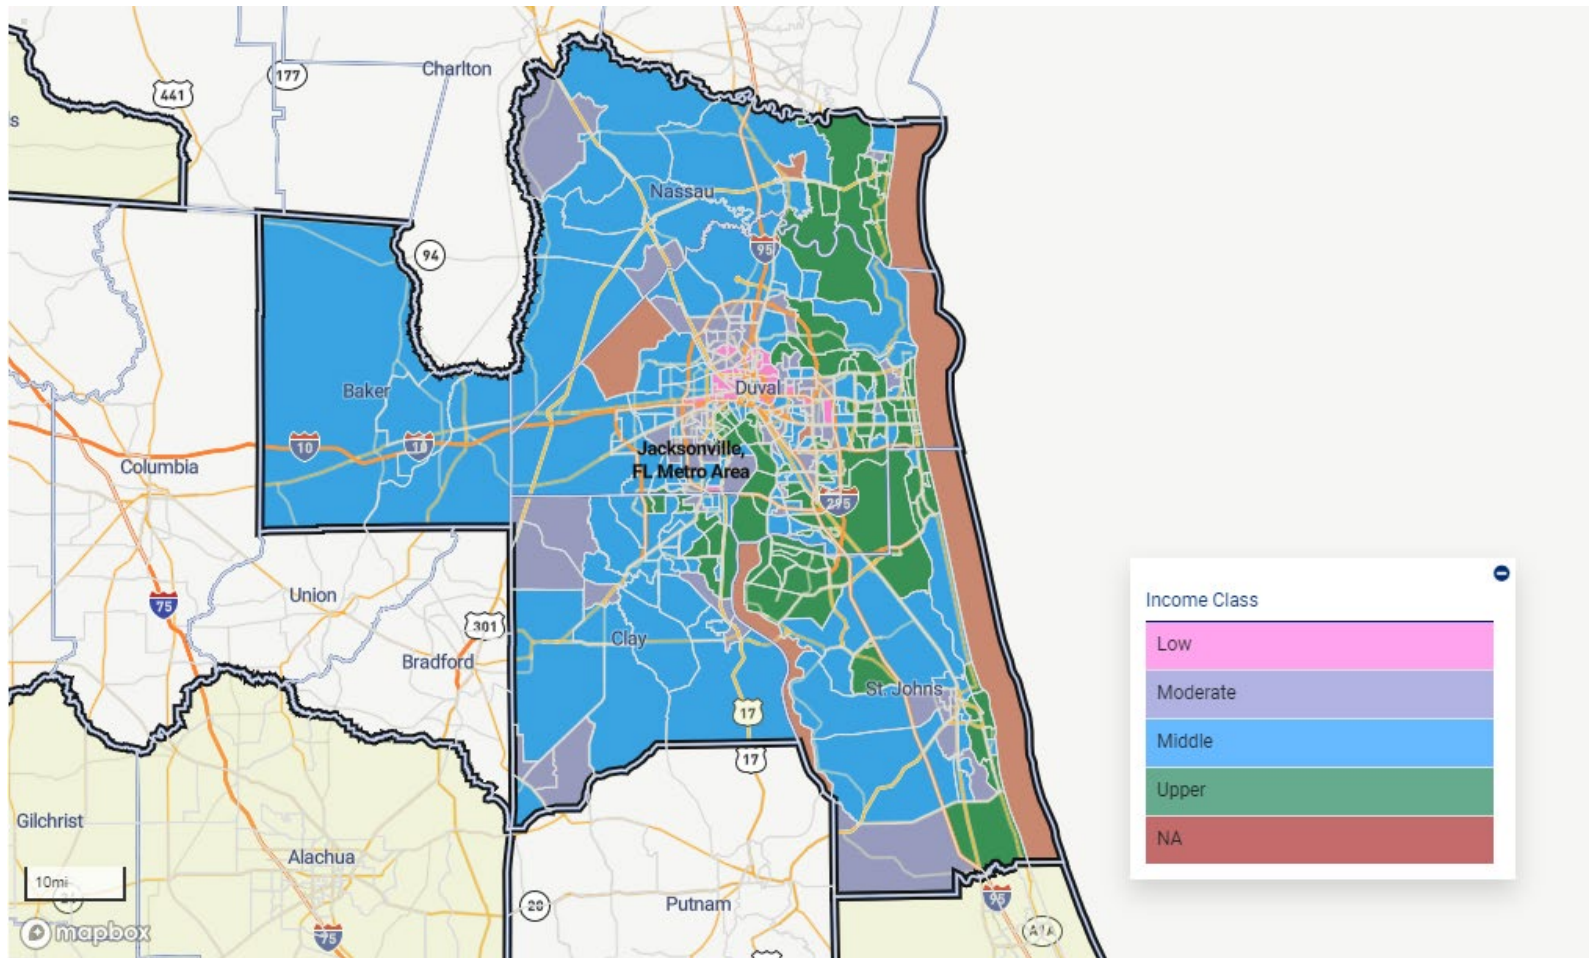 Charlton
177
441
s
Nassau
94
95
Baker
Duval
10
10
Jacksonville,
FL Metro Area
Columbia
295
Income Class
Low
Moderate
Middle
Upper
NA
75
Union
301
Clay
Bradford
St. Johns
17
17
Gilchrist
Alachua
10mi
20
Putnam
95
A1A
75
mapbox